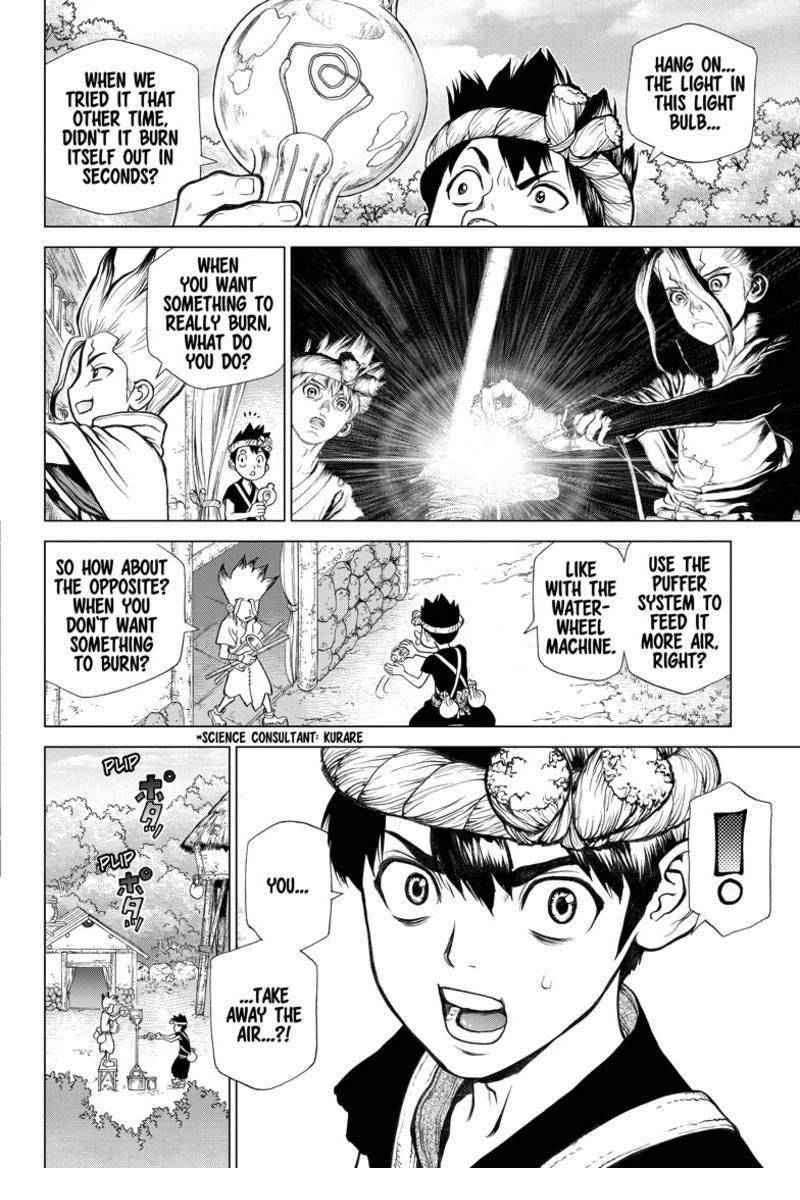 HANG ON...
THE LIGHT IN
THIS LIGHT
BULB...
WHEN WE
TRIED IT THAT
OTHER TIME,
DIDN'T IT BURN
ITSELF OUT IN
SECONDS?
WHEN
YOU WANT
SOMETHING TO
REALLY BURN,
WHAT DO
YOU DO?
USE THE
PUFFER
SYSTEM TO
FEED IT
MORE AIR,
RIGHT?
LIKE
WITH THE
WATER-
WHEEL
MACHINE.
SO HOW ABOUT
THE OPPOSITE?
WHEN YOU
DON'T WANT
SOMETHING
TO BURN?
*SCIENCE CONSULTANT: KURARE
!
YOU...
...TAKE
AWAY THE
AIR...?!
PLIP
ポタッ
PLIP
ポタッ